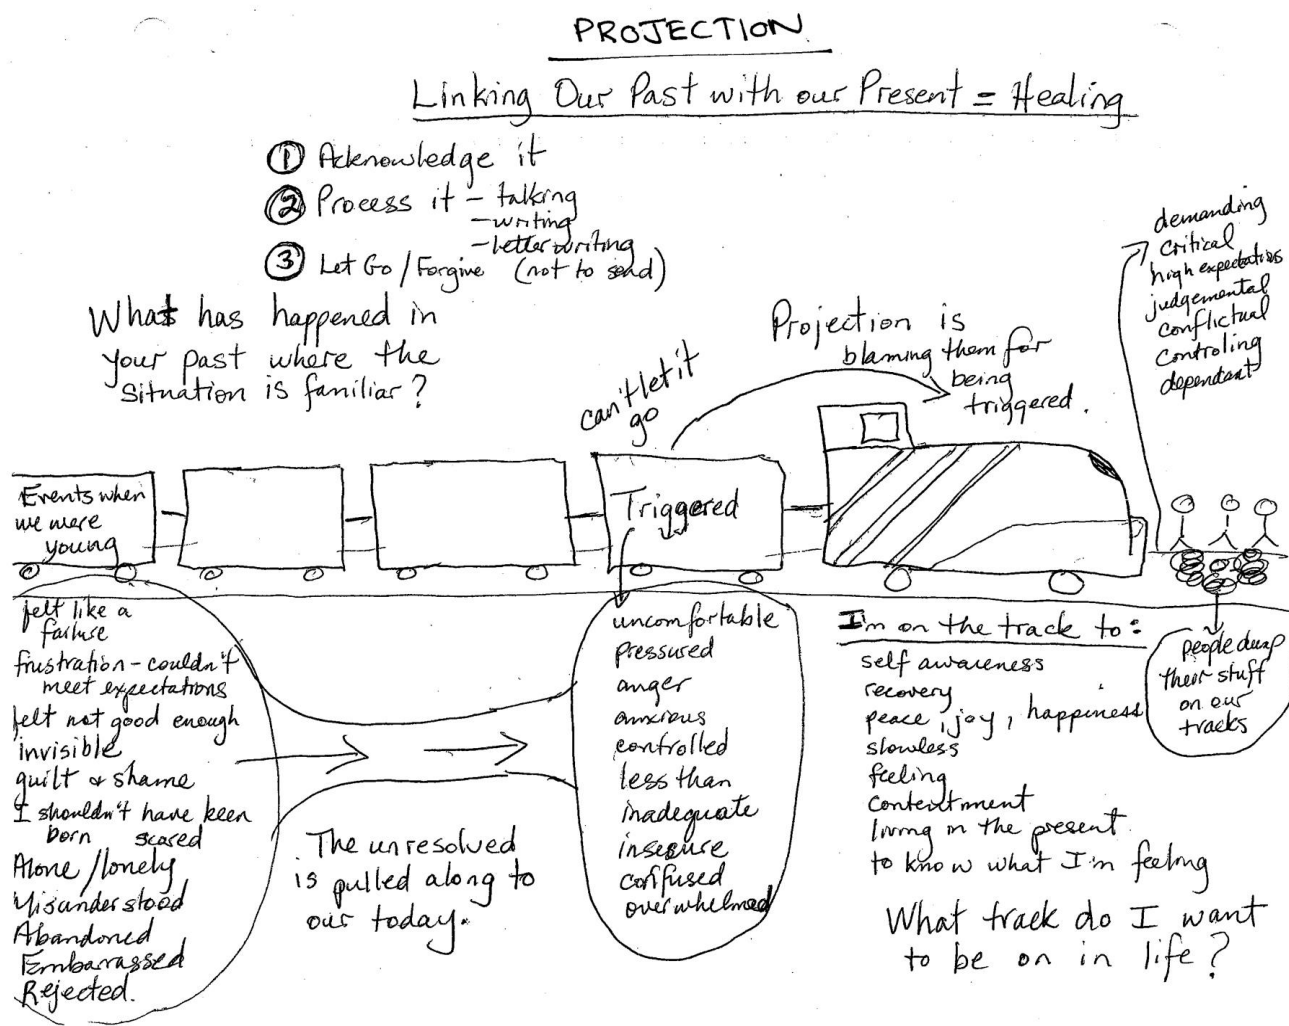 PROJECTION
Linking Our Past with our Present = Healing
① Acknowledge it
② Process it - talking
- writing
- letter writing
③ Let Go / Forgive (not to send)
What has happened in
your past where the
situation is familiar?
can't let it
go
Projection is
blaming them for
being
triggered.
demanding
critical
high expectations
judgemental
conflictual
controling
dependant
Events when
we were
young
Triggered
felt like a
failure
frustration - couldn't
meet expectations
felt not good enough
invisible
guilt & shame
I shouldn't have been
born scared
Alone / lonely
Misunderstood
Abandoned
Embarrassed
Rejected.
The unresolved
is pulled along to
our today.
uncomfortable
pressured
anger
anxious
controlled
less than
inadequate
insecure
confused
overwhelmed
I'm on the track to:
self awareness
recovery
peace, joy, happiness
slowless
feeling
contentment
living in the present
to know what I'm feeling
What track do I want
to be on in life?
people dump
their stuff
on our
tracks